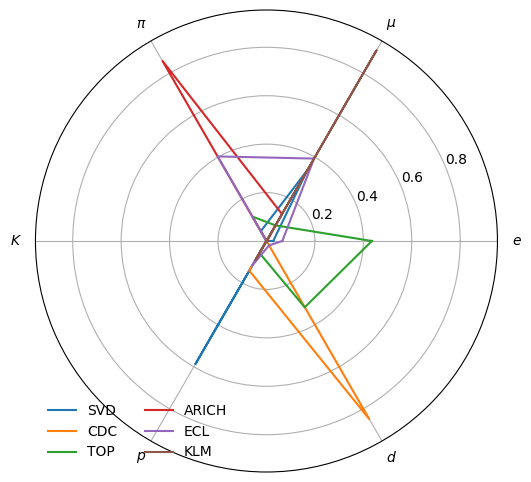 π μ
0.8
0.6
0.4
0.2
K e
SVD ARICH
CDC ECL
TOP KLM
p d